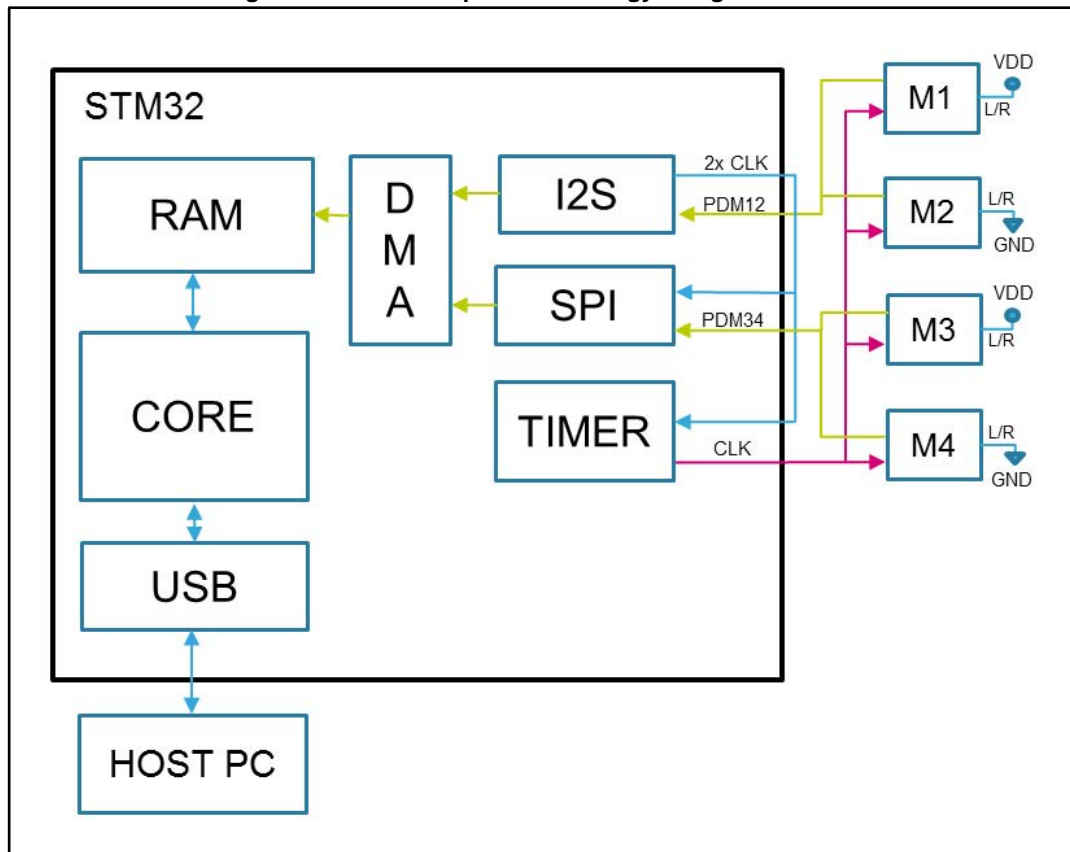 STM32
RAM
D
M
A
I2S
2x CLK
PDM12
SPI
PDM34
CORE
TIMER
CLK
USB
HOST PC
M1
VDD
L/R
M2
L/R
GND
M3
VDD
L/R
M4
L/R
GND